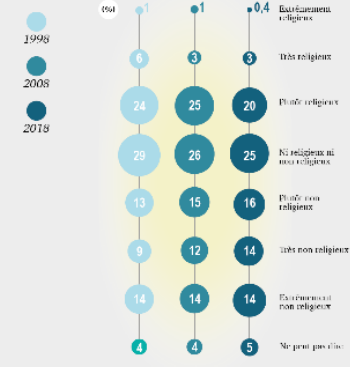 (%)
1 1 0,4 Extrêmement
religieux
1998
6 3 3 Très religieux
2008
24 25 20 Plutôt religieux
2018
29 26 25 Ni religieux ni
non religieux
13 15 16 Plutôt non
religieux
9 12 14 Très non religieux
14 14 14 Extrêmement
non religieux
4 4 5 Ne peut pas dire